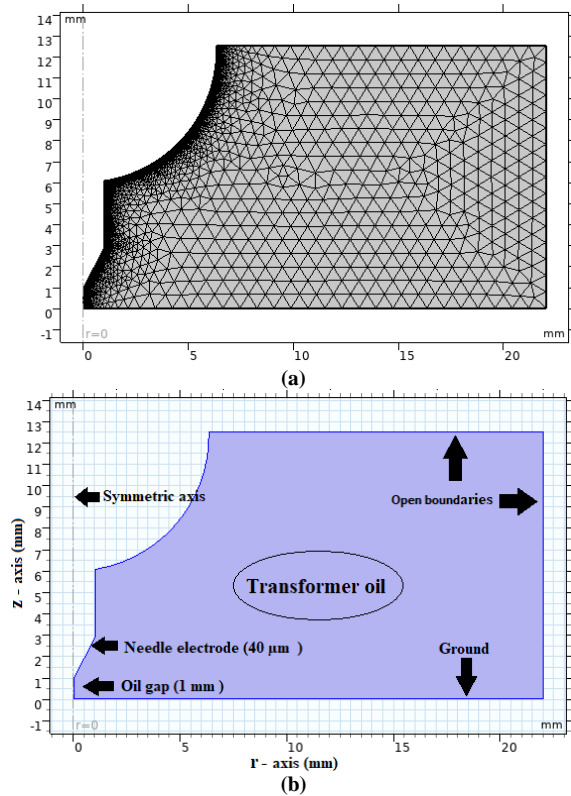 mm
14
13
12
11
10
9
8
7
6
5
4
3
2
1
0
-1
r=0
mm
0 5 10 15 20
(a)
mm
14
13
12
11
10
9
8
7
6
5
4
3
2
1
0
-1
z - axis (mm)
Symmetric axis
Open boundaries
Transformer oil
Needle electrode (40 µm )
Ground
Oil gap (1 mm )
r=0
mm
0 5 10 15 20
r - axis (mm)
(b)